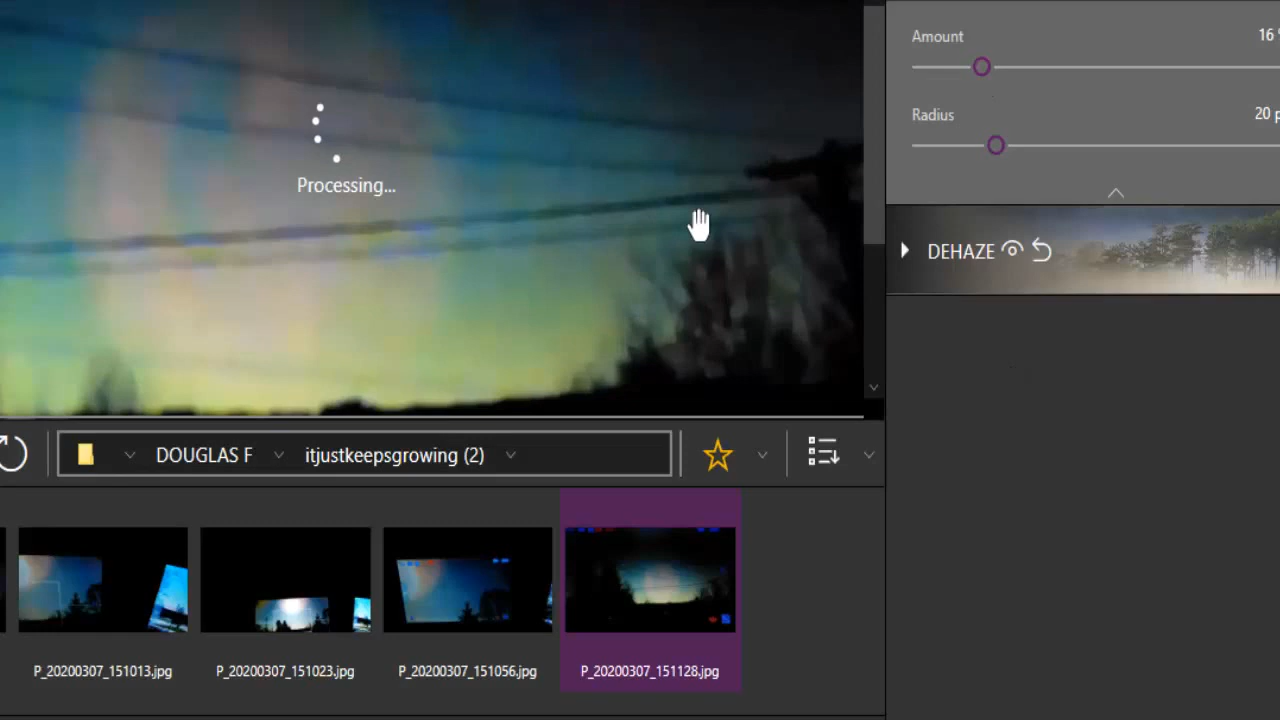 Amount 16
Radius 20 p
Processing...
DEHAZE
DOUGLAS F itjustkeepsgrowing (2)
P_20200307_151013.jpg P_20200307_151023.jpg P_20200307_151056.jpg P_20200307_151128.jpg